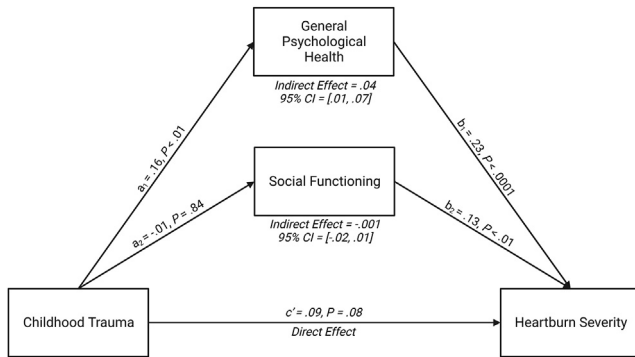 General
Psychological
Health
Indirect Effect = .04
95% CI = [.01, .07]
a₁ = .16, P < .01
b₁ = .23, P < .0001
Social Functioning
Indirect Effect = -.001
95% CI = [-.02, .01]
a₂ = -.01, P = .84
b₂ = .13, P < .01
Childhood Trauma
c' = .09, P = .08
Direct Effect
Heartburn Severity